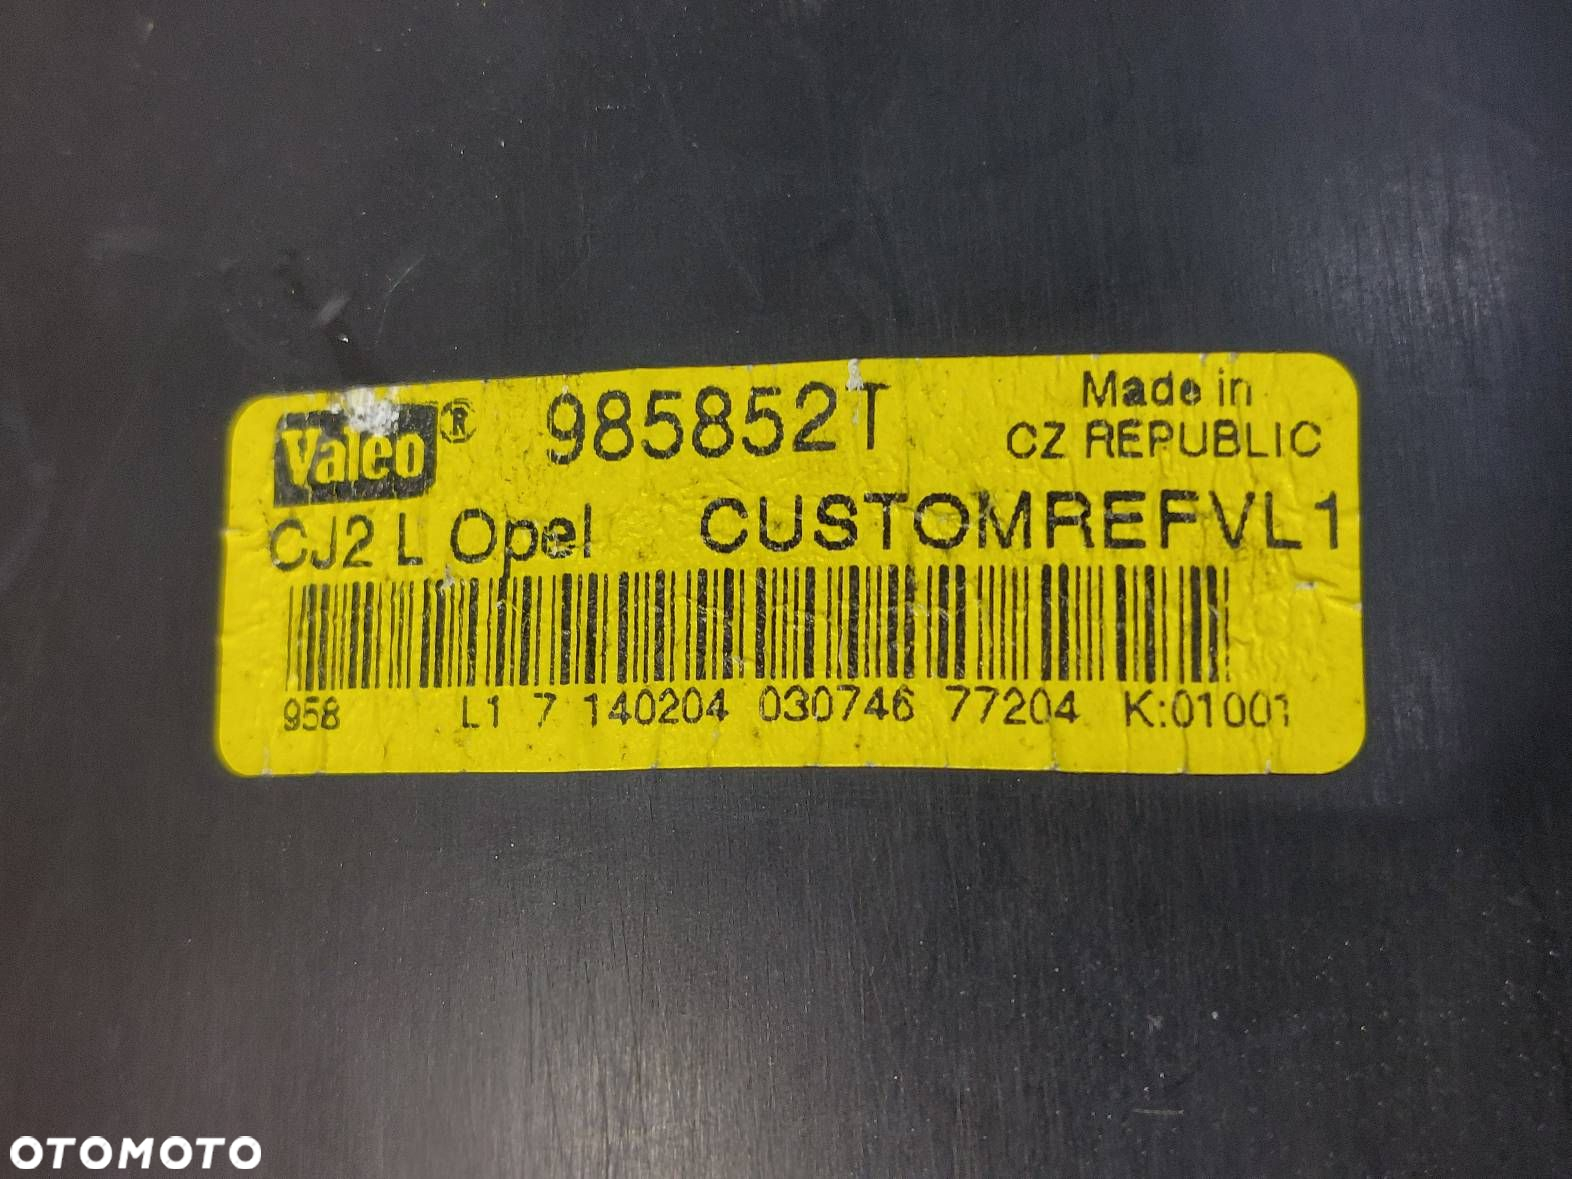 Valeo® 985852T Made in
CZ REPUBLIC
CJ2 L Opel CUSTOMREFVL1
958 L1 7 140204 030746 77204 K:01001
OTOMOTO